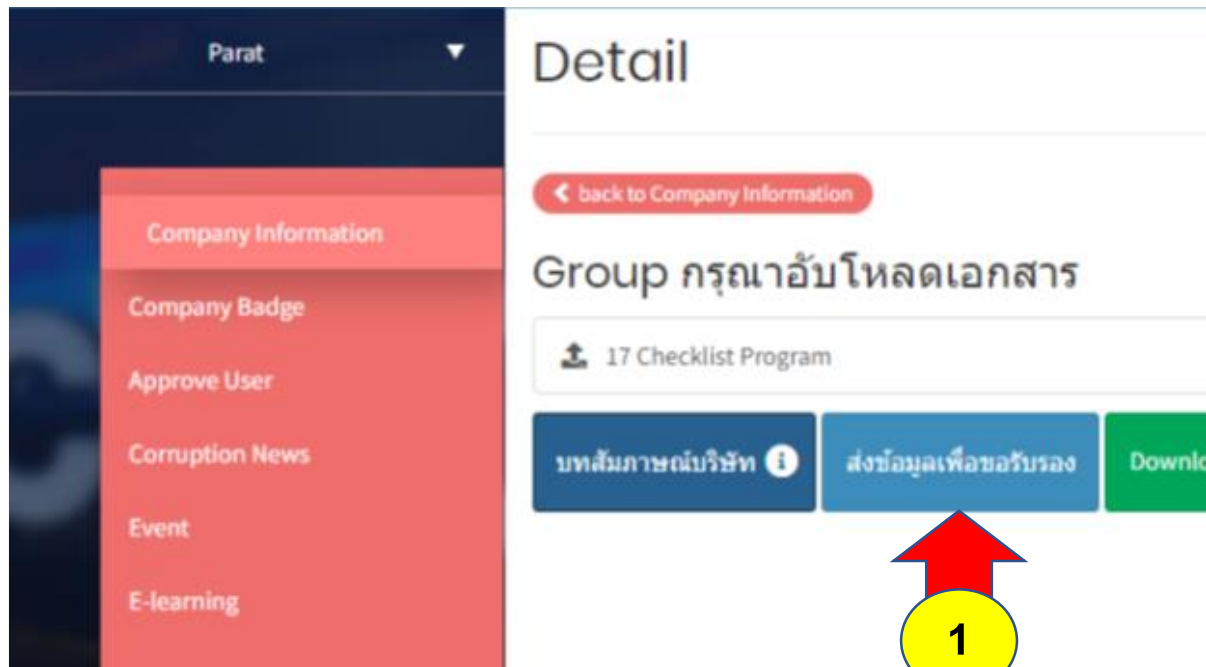 Parat
Company Information
Company Badge
Approve User
Corruption News
Event
E-learning
Detail
back to Company Information
Group กรุณาอับโหลดเอกสาร
17 Checklist Program
บทสัมภาษณ์บริษัท
ส่งข้อมูลเพื่อขอรับรอง
Downlo
1